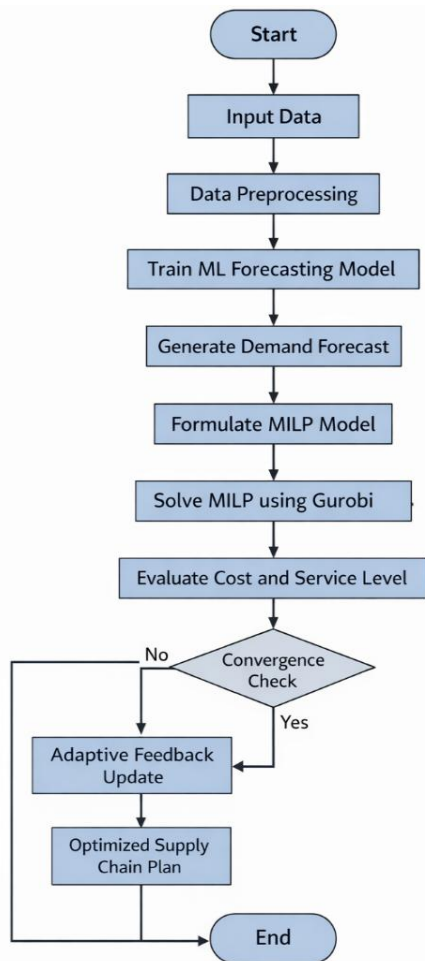 Start
Input Data
Data Preprocessing
Train ML Forecasting Model
Generate Demand Forecast
Formulate MILP Model
Solve MILP using Gurobi
Evaluate Cost and Service Level
No
Convergence
Check
Yes
Adaptive Feedback
Update
Optimized Supply
Chain Plan
End